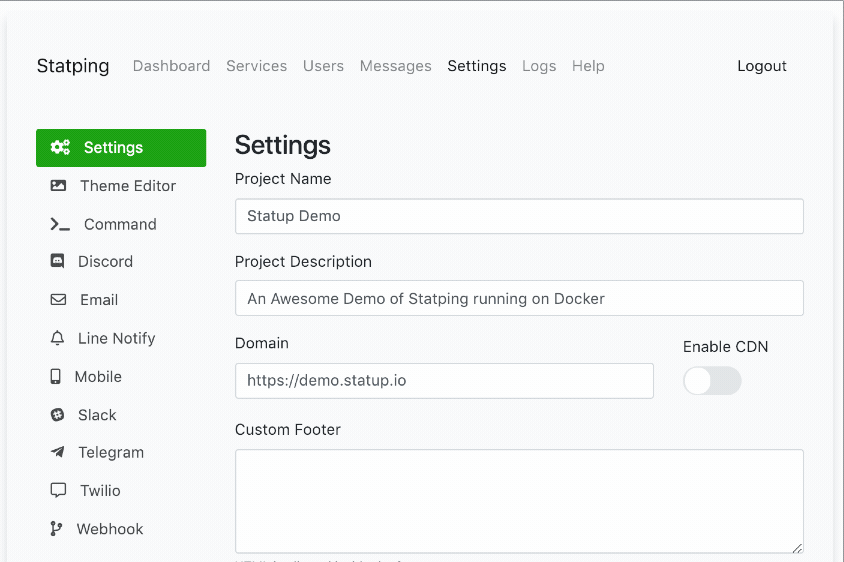 Statping Dashboard Services Users Messages Settings Logs Help Logout
Settings
Theme Editor
Command
Discord
Email
Line Notify
Mobile
Slack
Telegram
Twilio
Webhook
Settings
Project Name
Statup Demo
Project Description
An Awesome Demo of Statping running on Docker
Domain
https://demo.statup.io
Enable CDN
Custom Footer